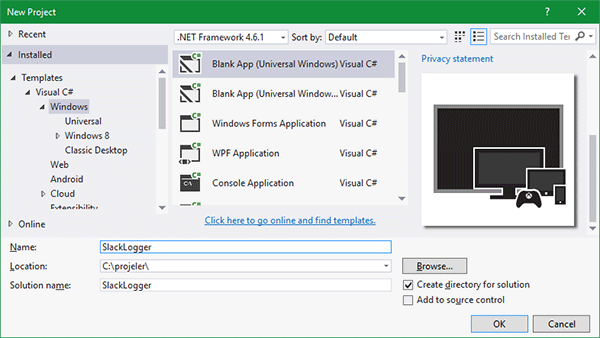 New Project
?
Recent
Installed
Templates
Visual C#
Windows
Universal
Windows 8
Classic Desktop
Web
Android
Cloud
Extensibility
Online
.NET Framework 4.6.1
Sort by: Default
Search Installed Ter
C#
Blank App (Universal Windows) Visual C#
C#
Blank App (Universal Window... Visual C#
C#
Windows Forms Application Visual C#
C#
WPF Application Visual C#
C#
C:\
Console Application Visual C#
Click here to go online and find templates.
Privacy statement
Name: SlackLogger
Location: C:\projeler\
Solution name: SlackLogger
Browse...
Create directory for solution
Add to source control
OK
Cancel